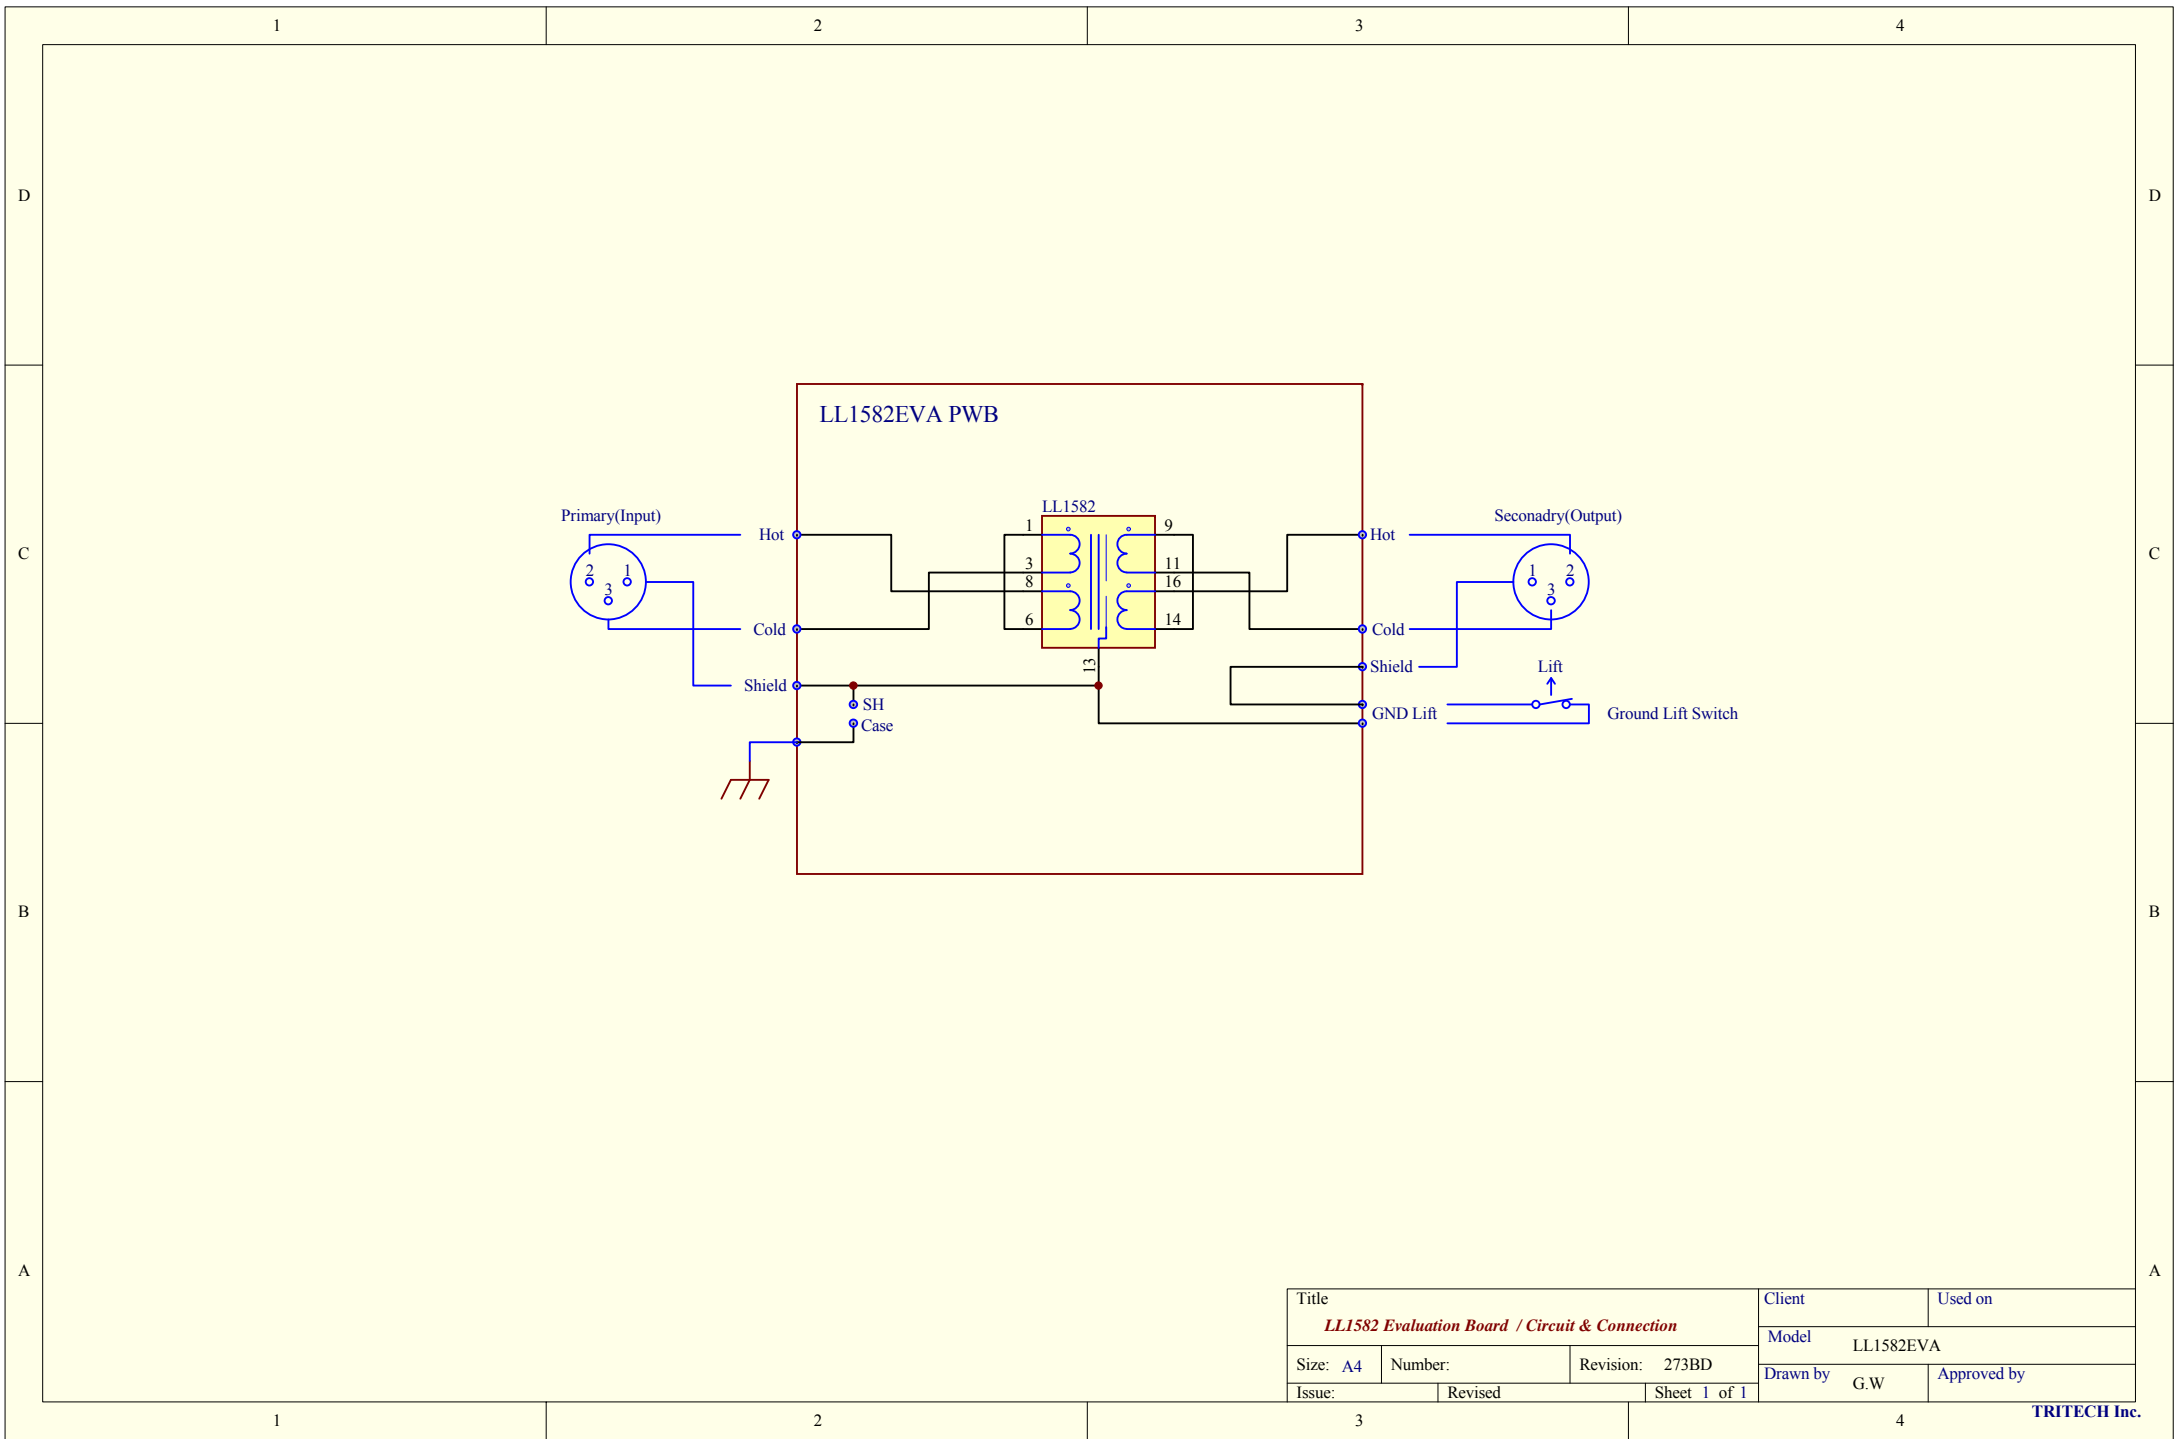 1 2 3 4
D D
LL1582EVA PWB
LL1582
Primary(Input)
Seconadry(Output)
C C
Hot
1
9
Hot
2 1
3
3
11
8
16
1 2
3
Cold
6
14
Cold
13
Shield
Lift
Shield
SH
GND Lift
Ground Lift Switch
Case
B B
A A
Title
LL1582 Evaluation Board / Circuit & Connection
Client
Used on
Model LL1582EVA
Size: A4
Number:
Revision: 273BD
Drawn by G.W
Approved by
Issue:
Revised
Sheet 1 of 1
1 2 3 4
TRITECH Inc.